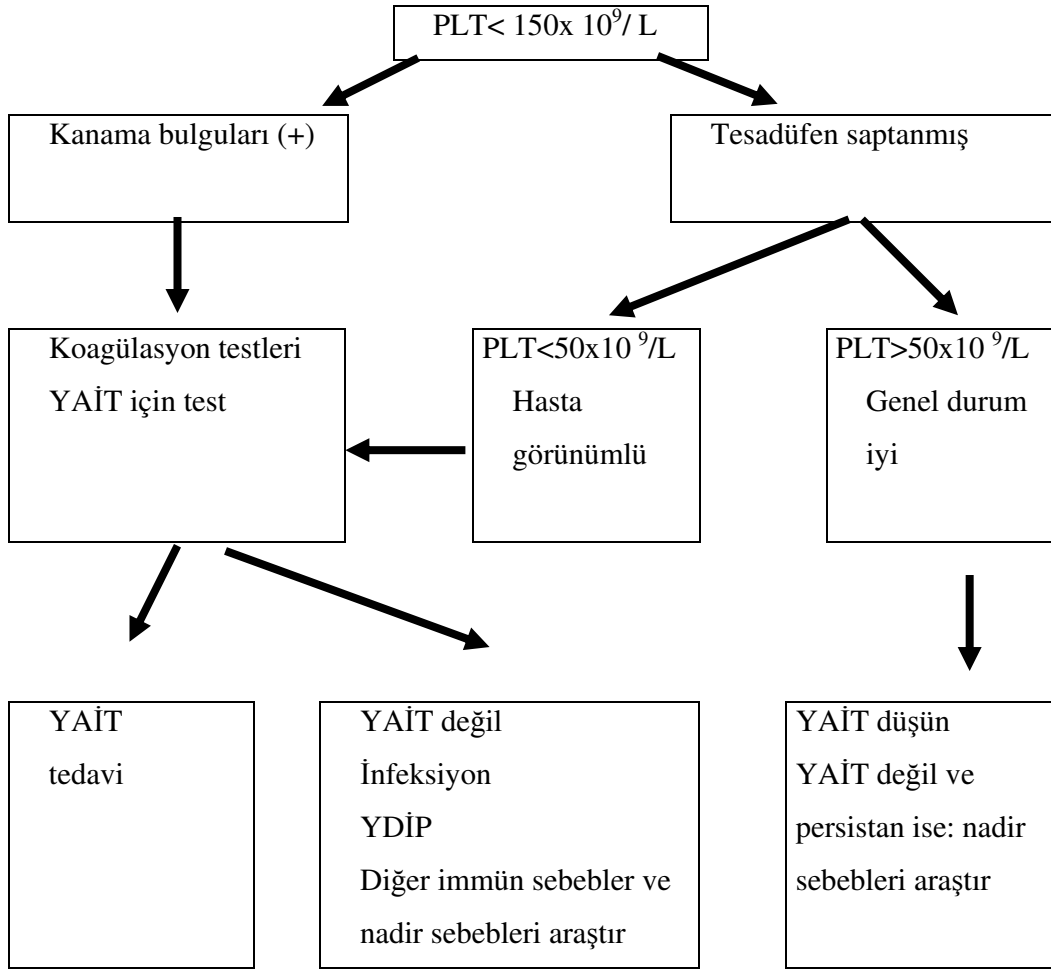 PLT< 150x 10⁹/ L
Kanama bulguları (+)
Tesadüfen saptanmış
Koagülasyon testleri
YAİT için test
PLT<50x10 ⁹/L
Hasta
görünümlü
PLT>50x10 ⁹/L
Genel durum
iyi
YAİT
tedavi
YAİT değil
İnfeksiyon
YDİP
Diğer immün sebebler ve
nadir sebebleri araştır
YAİT düşün
YAİT değil ve
persistan ise: nadir
sebebleri araştır